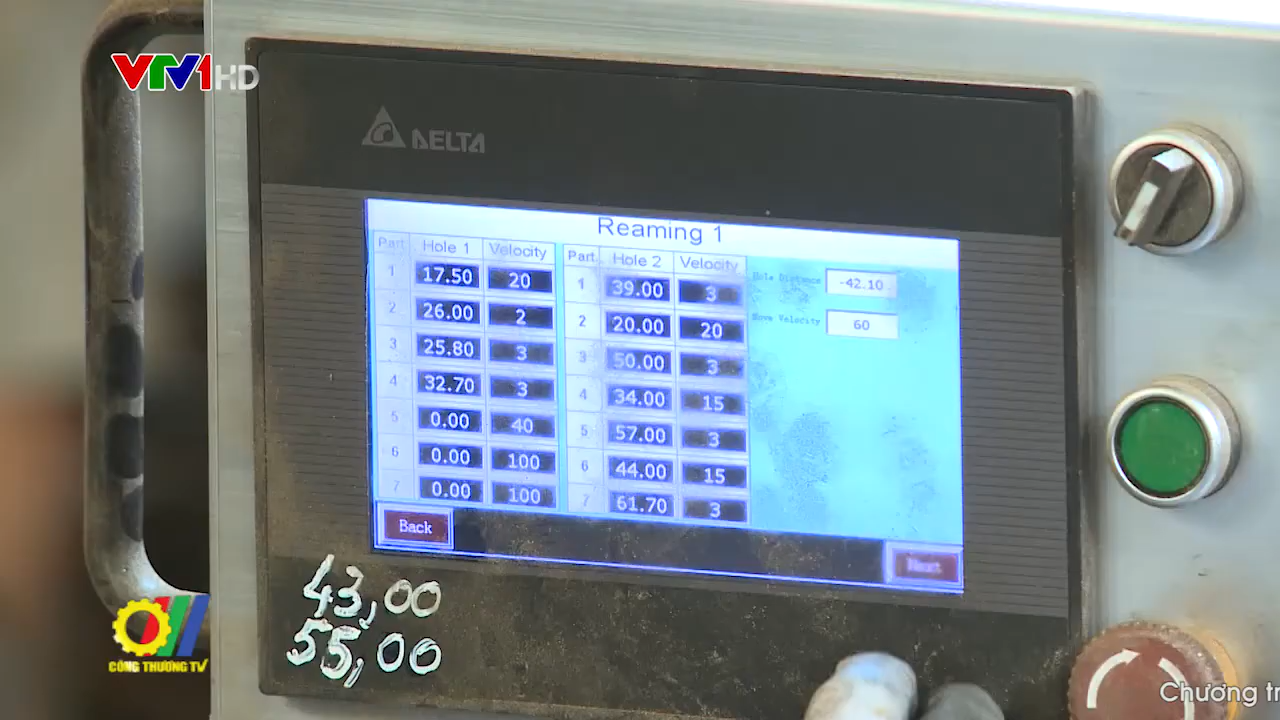 VTV1HD
DELTA
Reaming 1
Part Hole 1 Velocity Part Hole 2 Velocity Hole Distance -42.10
1 17.50 20 1 39.00 3 Move Velocity 60
2 26.00 2 2 20.00 20
3 25.80 3 3 50.00 3
4 32.70 3 4 34.00 15
5 0.00 40 5 57.00 3
6 0.00 100 6 44.00 15
7 0.00 100 7 61.70 3
Back Next
43,00
55,00
CÔNG THƯƠNG TV
Chương tr